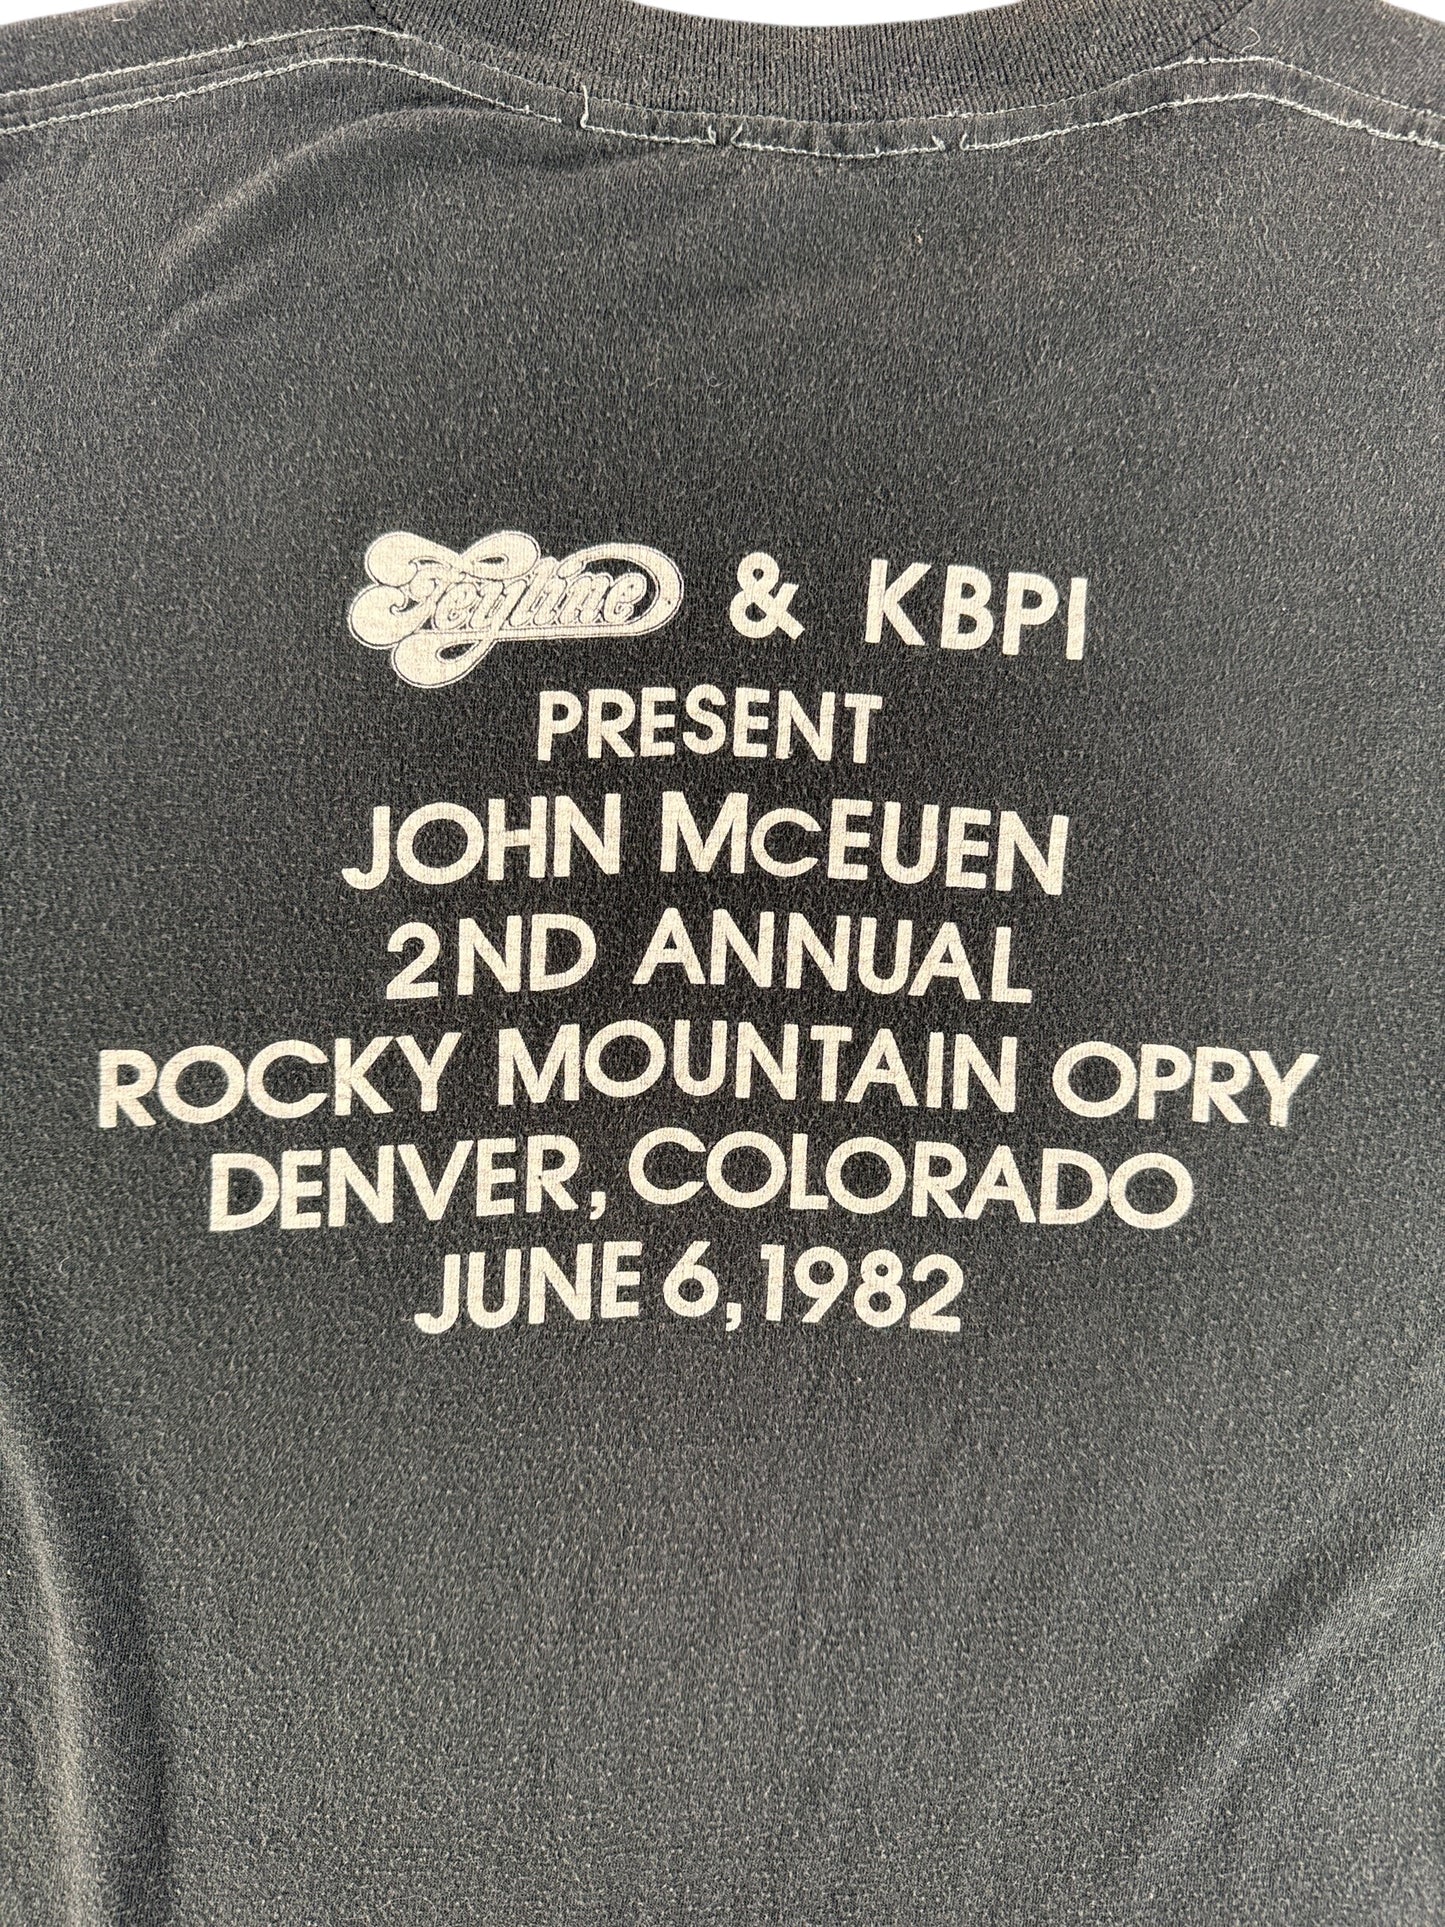 Feyline & KBPI
PRESENT
JOHN McEUEN
2ND ANNUAL
ROCKY MOUNTAIN OPRY
DENVER, COLORADO
JUNE 6, 1982